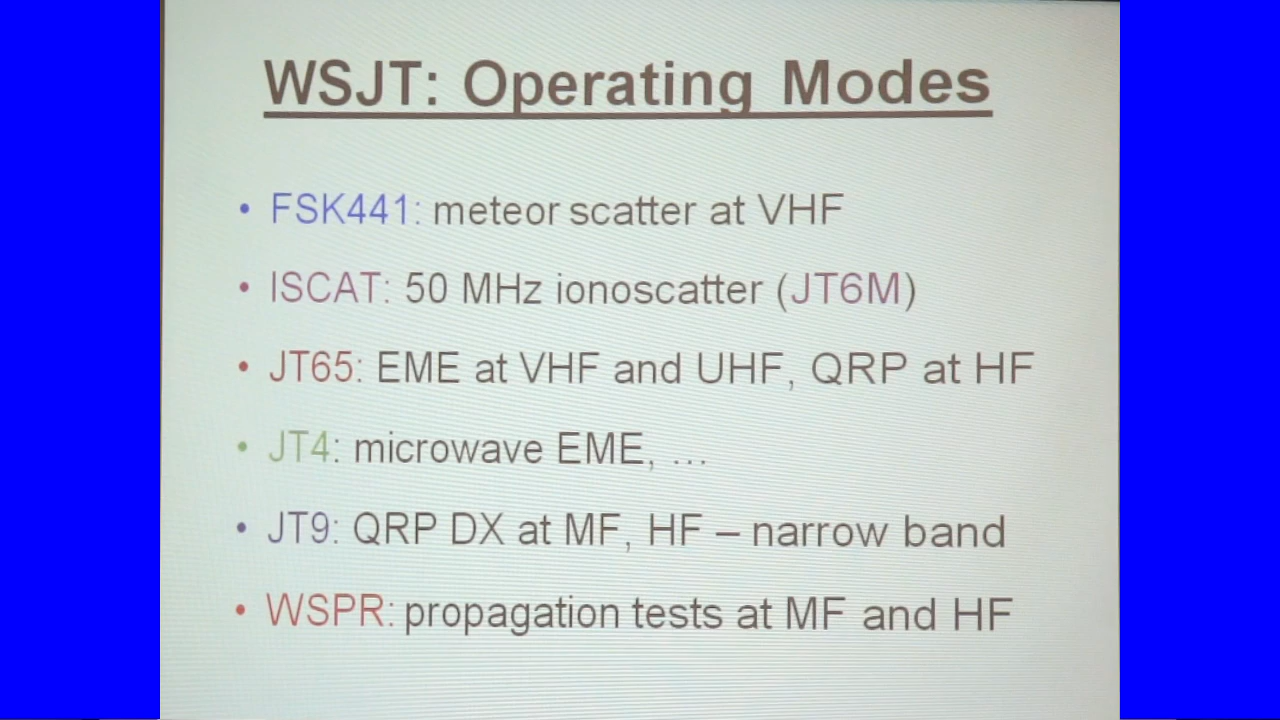 WSJT: Operating Modes
• FSK441: meteor scatter at VHF
• ISCAT: 50 MHz ionoscatter (JT6M)
• JT65: EME at VHF and UHF, QRP at HF
• JT4: microwave EME, …
• JT9: QRP DX at MF, HF – narrow band
• WSPR: propagation tests at MF and HF